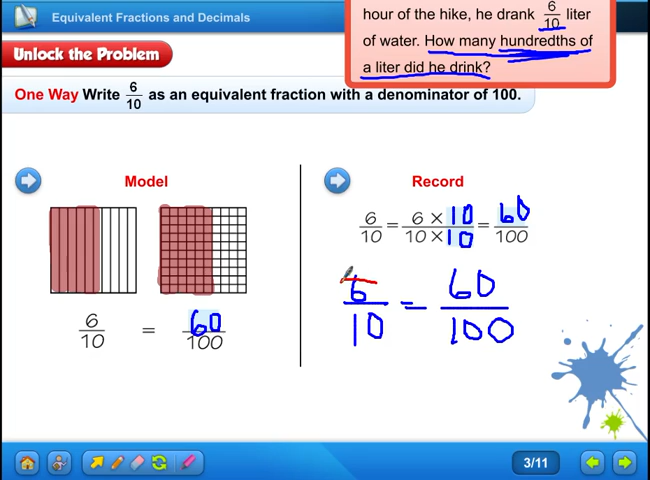 Equivalent Fractions and Decimals
hour of the hike, he drank 6/10 liter
of water. How many hundredths of
a liter did he drink?
Unlock the Problem
One Way Write 6/10 as an equivalent fraction with a denominator of 100.
Model
6/10 = 60/100
Record
6/10 = 6 × 10/10 × 10 = 60/100
6/10 = 60/100
3/11